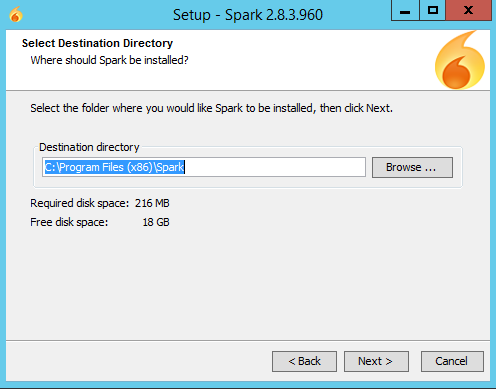 Setup - Spark 2.8.3.960
Select Destination Directory
Where should Spark be installed?
Select the folder where you would like Spark to be installed, then click Next.
Destination directory
C:\Program Files (x86)\Spark
Browse ...
Required disk space: 216 MB
Free disk space: 18 GB
< Back
Next >
Cancel